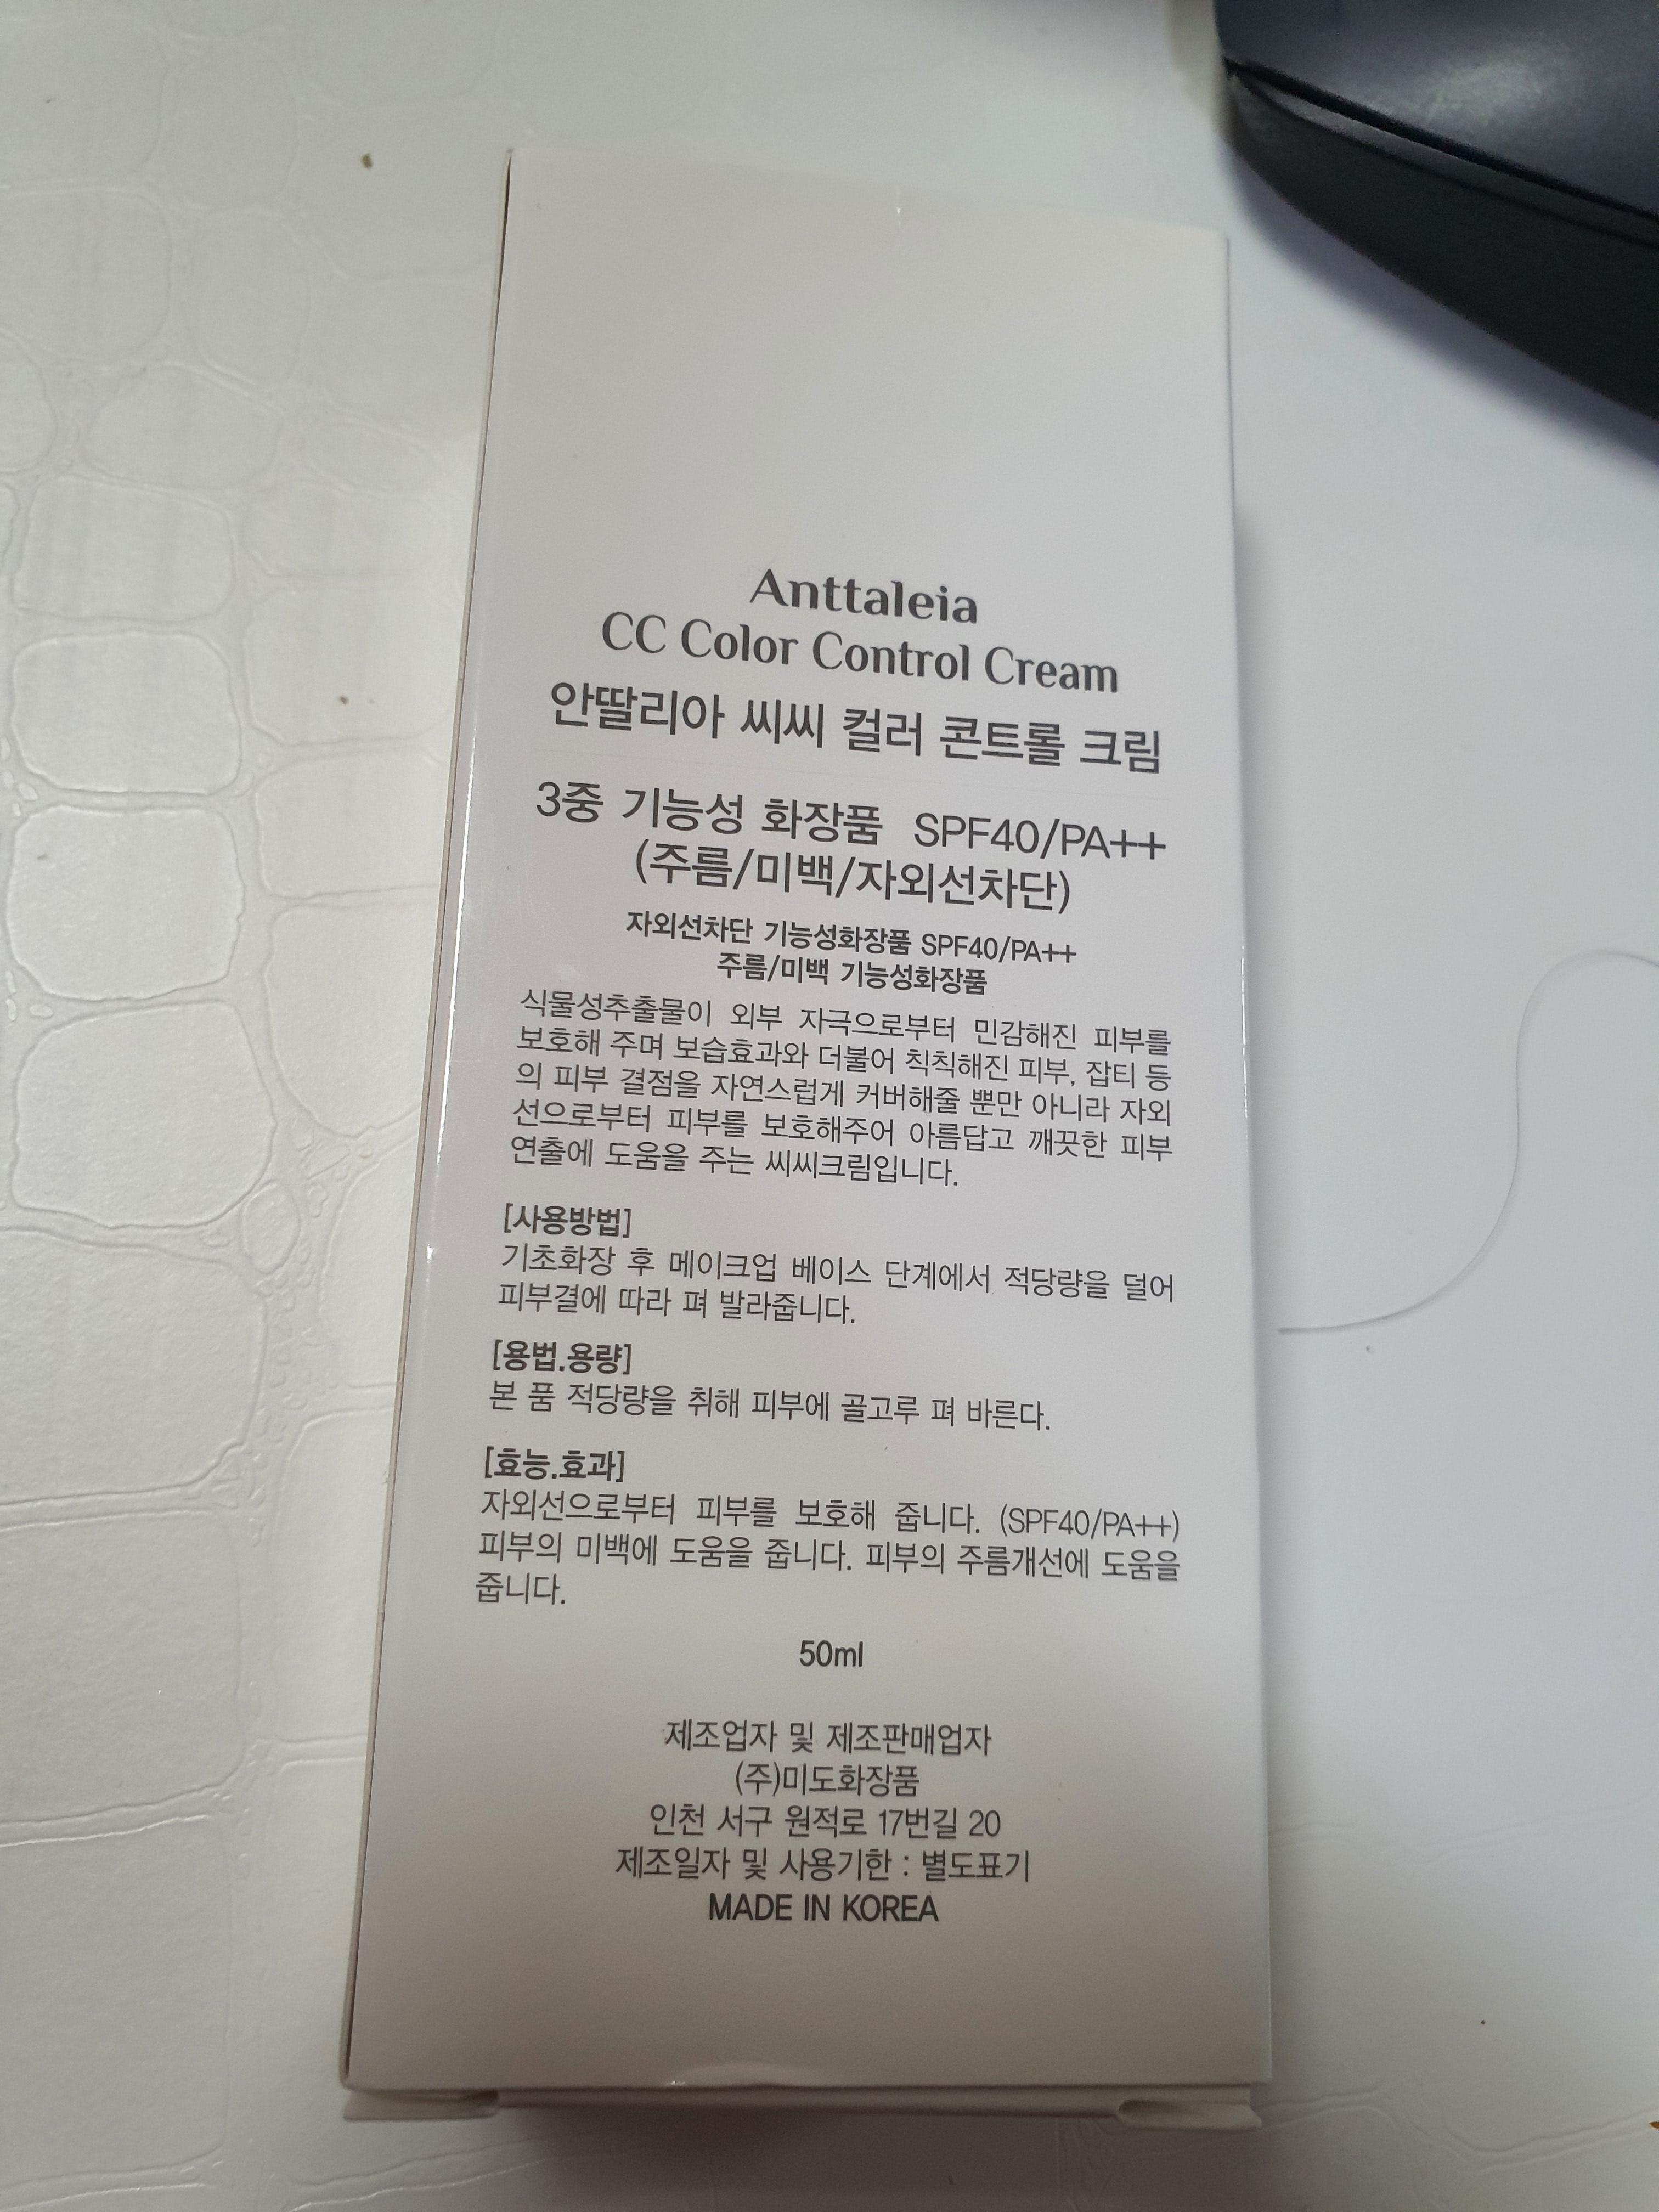 Anttaleia
CC Color Control Cream
안딸리아 씨씨 컬러 콘트롤 크림
3중 기능성 화장품 SPF40/PA++
(주름/미백/자외선차단)
자외선차단 기능성화장품 SPF40/PA++
주름/미백 기능성화장품
식물성추출물이 외부 자극으로부터 민감해진 피부를
보호해 주며 보습효과와 더불어 칙칙해진 피부, 잡티 등
의 피부 결점을 자연스럽게 커버해줄 뿐만 아니라 자외
선으로부터 피부를 보호해주어 아름답고 깨끗한 피부
연출에 도움을 주는 씨씨크림입니다.
[사용방법]
기초화장 후 메이크업 베이스 단계에서 적당량을 덜어
피부결에 따라 펴 발라줍니다.
[용법.용량]
본 품 적당량을 취해 피부에 골고루 펴 바른다.
[효능.효과]
자외선으로부터 피부를 보호해 줍니다. (SPF40/PA++)
피부의 미백에 도움을 줍니다. 피부의 주름개선에 도움을
줍니다.
50ml
제조업자 및 제조판매업자
(주)미도화장품
인천 서구 원적로 17번길 20
제조일자 및 사용기한 : 별도표기
MADE IN KOREA